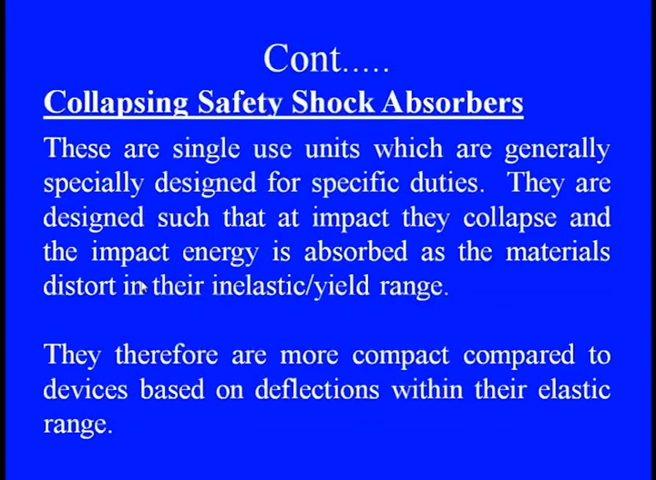 Cont.....
Collapsing Safety Shock Absorbers
These are single use units which are generally
specially designed for specific duties. They are
designed such that at impact they collapse and
the impact energy is absorbed as the materials
distort in their inelastic/yield range.
They therefore are more compact compared to
devices based on deflections within their elastic
range.